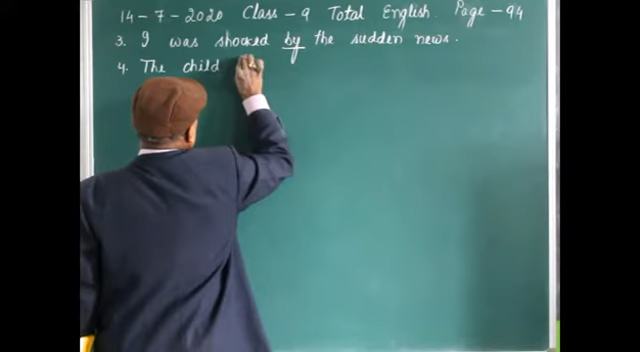 14-7-2020 Class-9 Total English. Page-94
3. I was shocked by the sudden news.
4. The child